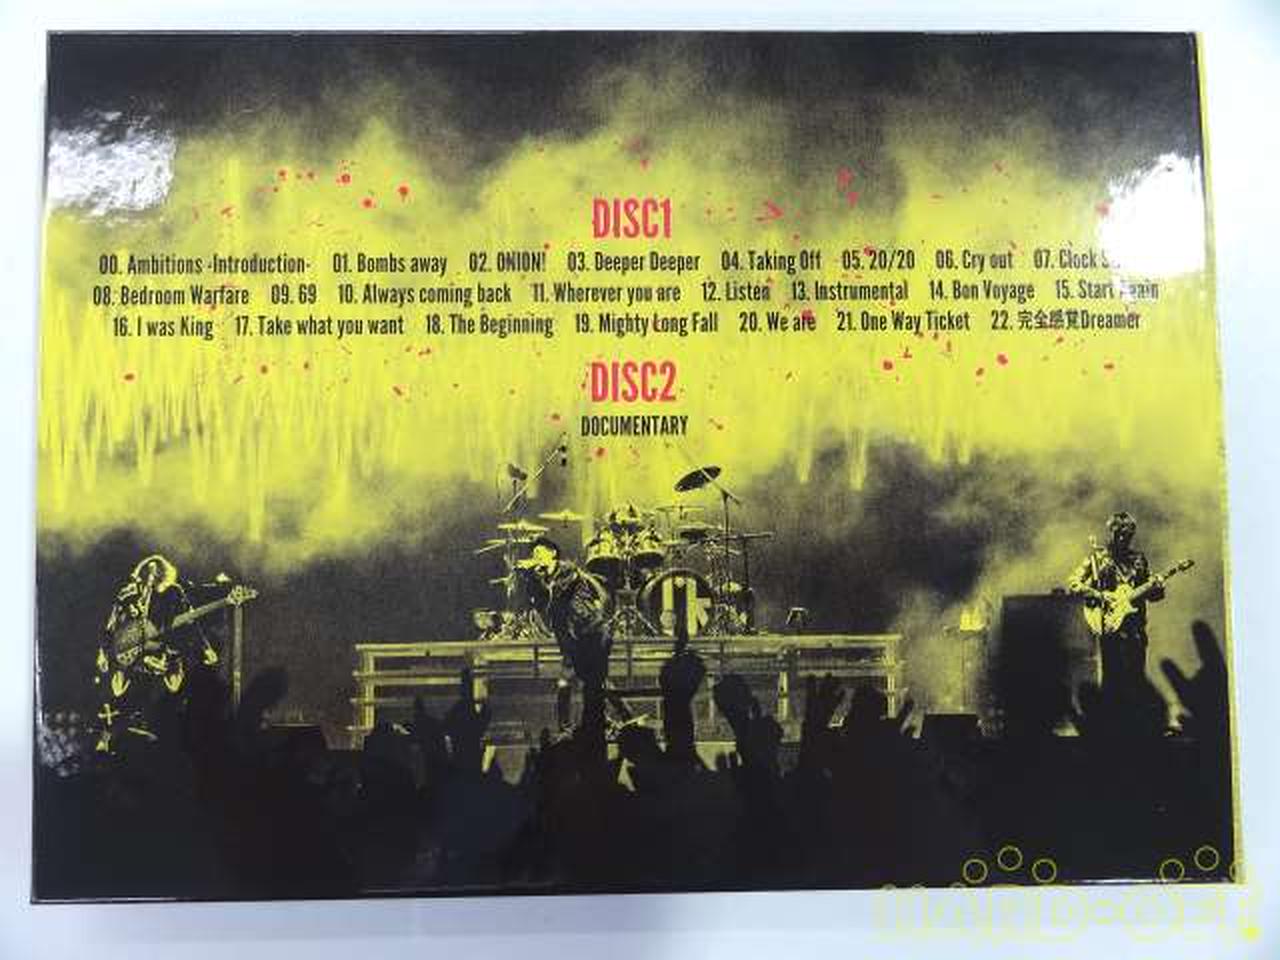 DISC1
00. Ambitions -Introduction- 01. Bombs away 02. ONION! 03. Deeper Deeper 04. Taking Off 05. 20/20 06. Cry out 07. Clock
08. Bedroom Warfare 09. 69 10. Always coming back 11. Wherever you are 12. Listen 13. Instrumental 14. Bon Voyage 15. Start Again
16. I was King 17. Take what you want 18. The Beginning 19. Mighty Long Fall 20. We are 21. One Way Ticket 22. 完全感覚Dreamer
DISC2
DOCUMENTARY
HARD-OFF